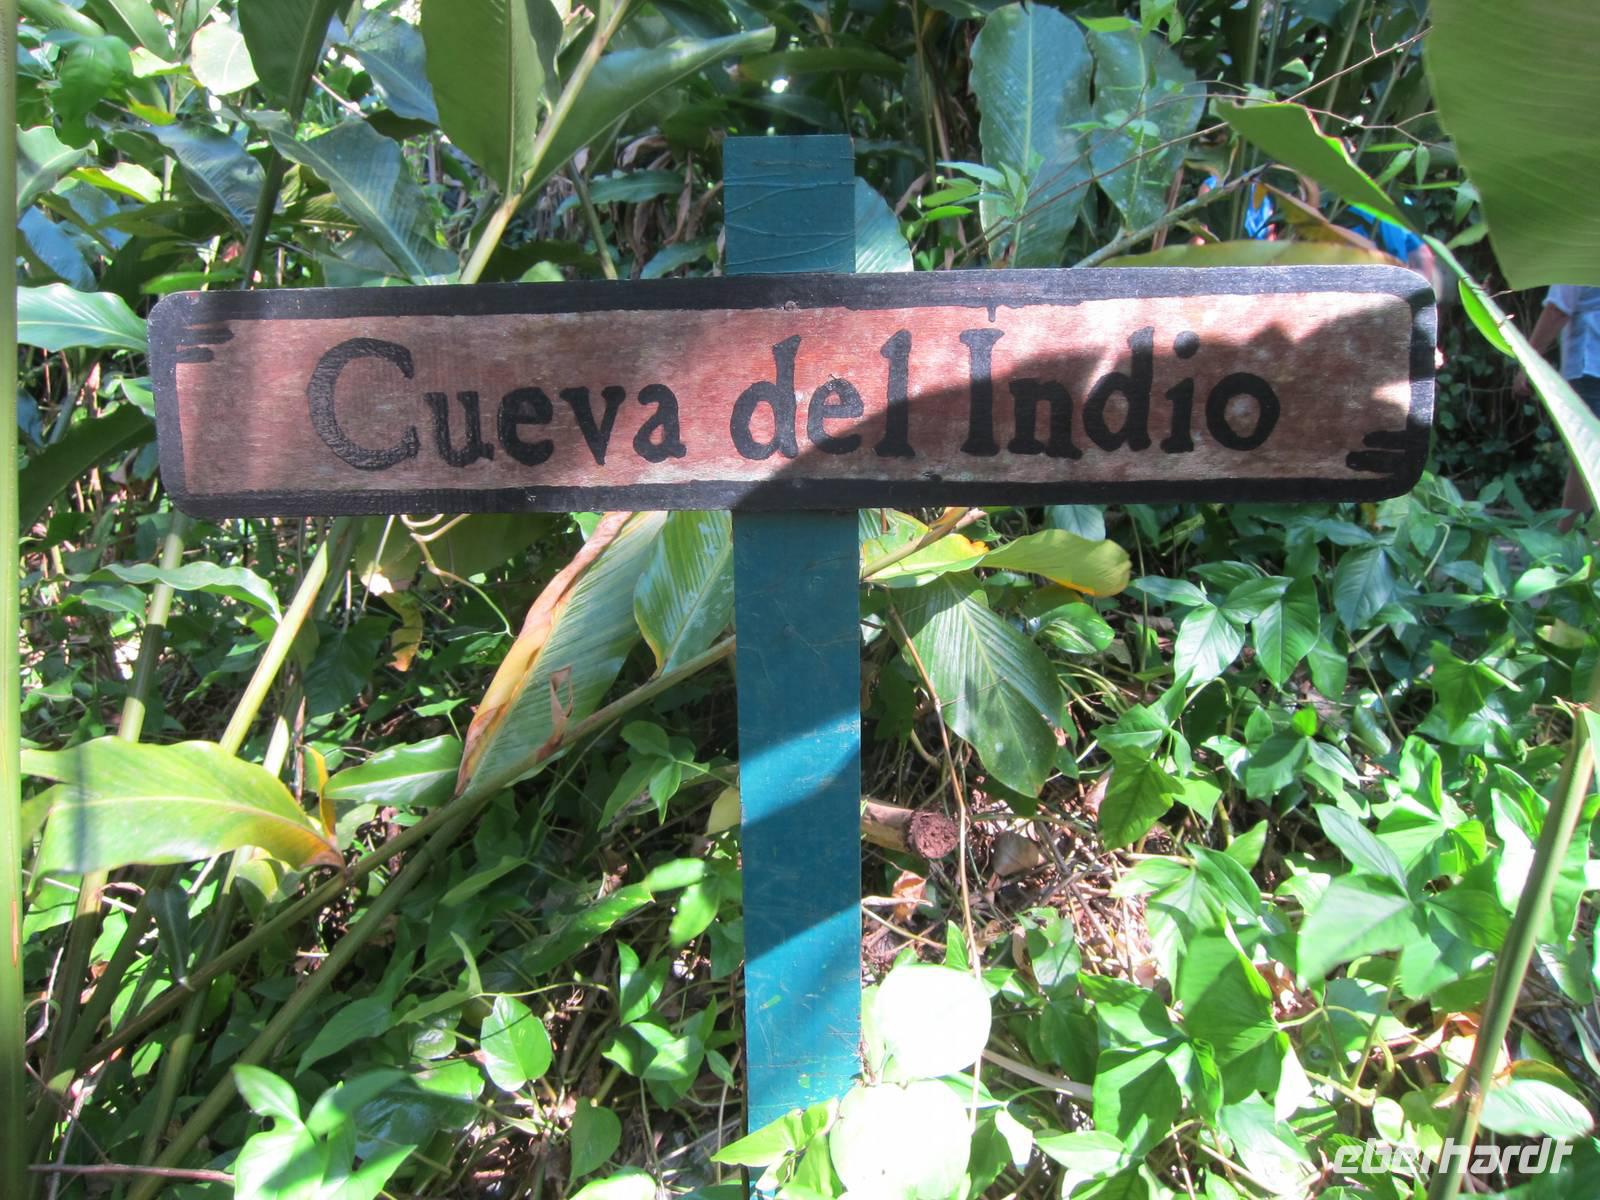 Cueva del Indio
eberhardt